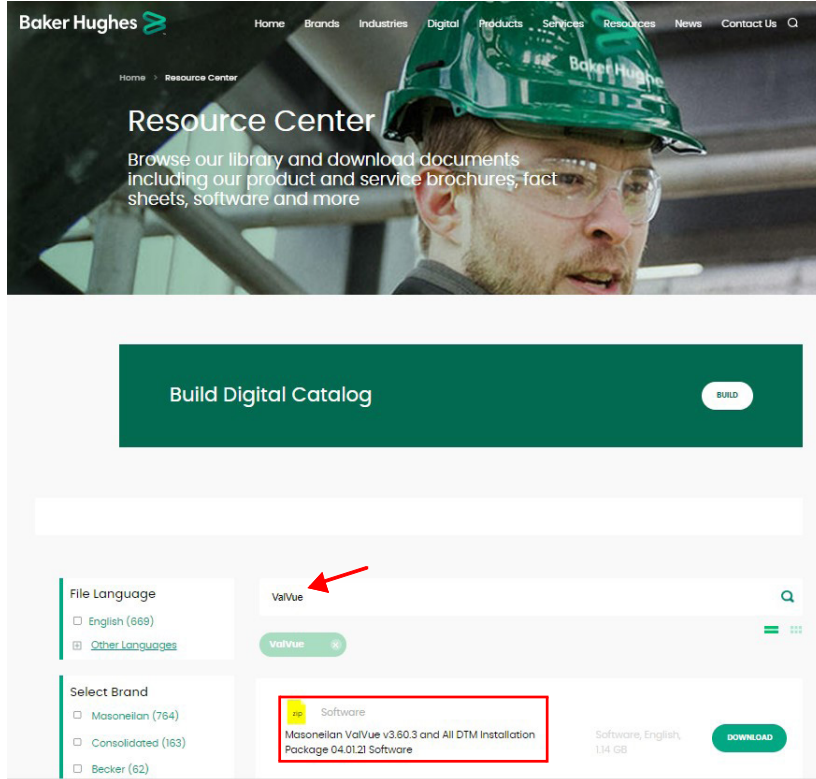 Baker Hughes
Home Brands Industries Digital Products Services Resources News Contact Us
Home > Resource Center
Baker Hughe
Resource Center
Browse our library and download documents
including our product and service brochures, fact
sheets, software and more
Build Digital Catalog
BUILD
File Language
English (669)
Other Languages
ValVue
ValVue
Select Brand
Masoneilan (764)
Consolidated (163)
Becker (62)
zip Software
Masoneilan ValVue v3.60.3 and All DTM Installation
Package 04.01.21 Software
Software, English,
1.14 GB
DOWNLOAD